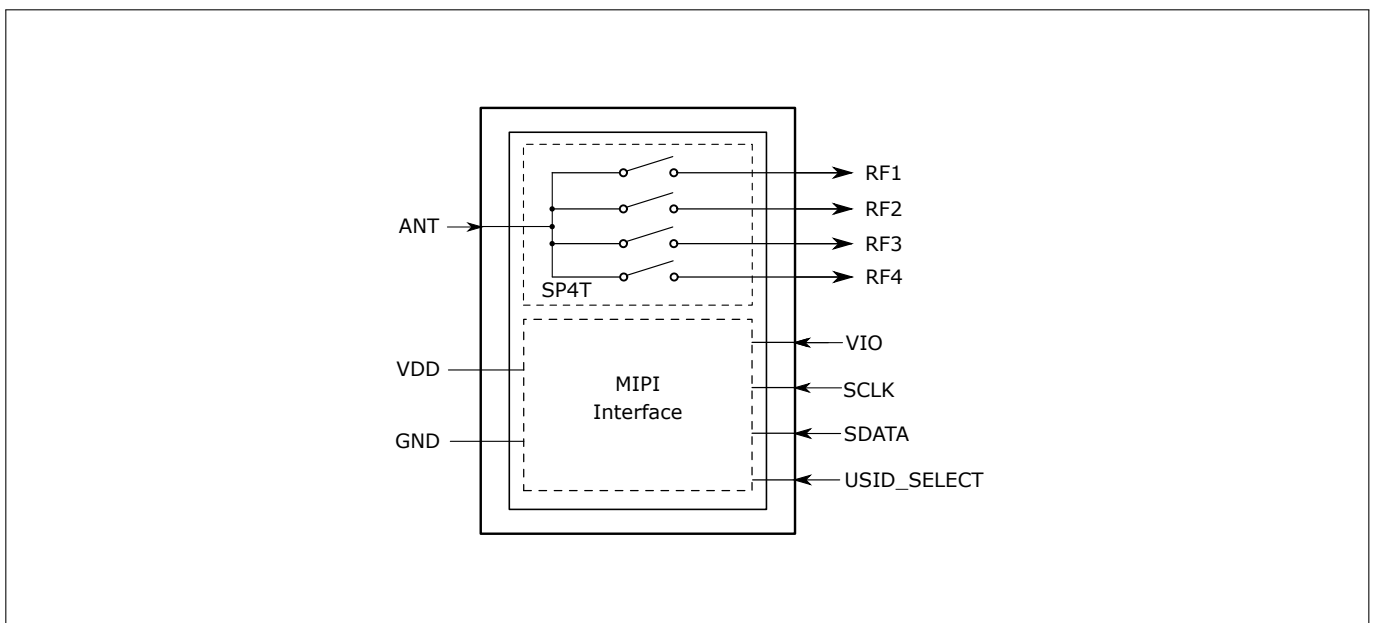 RF1
RF2
ANT
RF3
RF4
SP4T
VIO
VDD
MIPI
Interface
SCLK
GND
SDATA
USID_SELECT